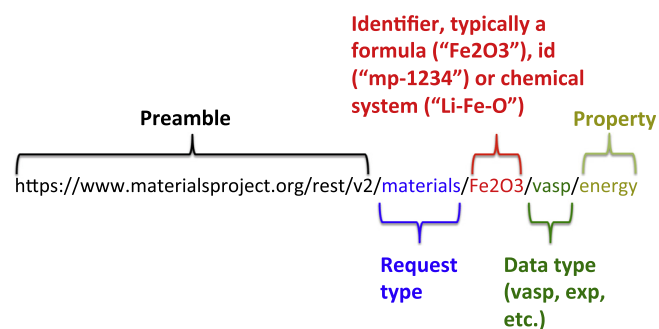 Identifier, typically a
formula (“Fe2O3”), id
(“mp-1234”) or chemical
system (“Li-Fe-O”)
Preamble
Property
https://www.materialsproject.org/rest/v2/materials/Fe2O3/vasp/energy
Request
type
Data type
(vasp, exp,
etc.)